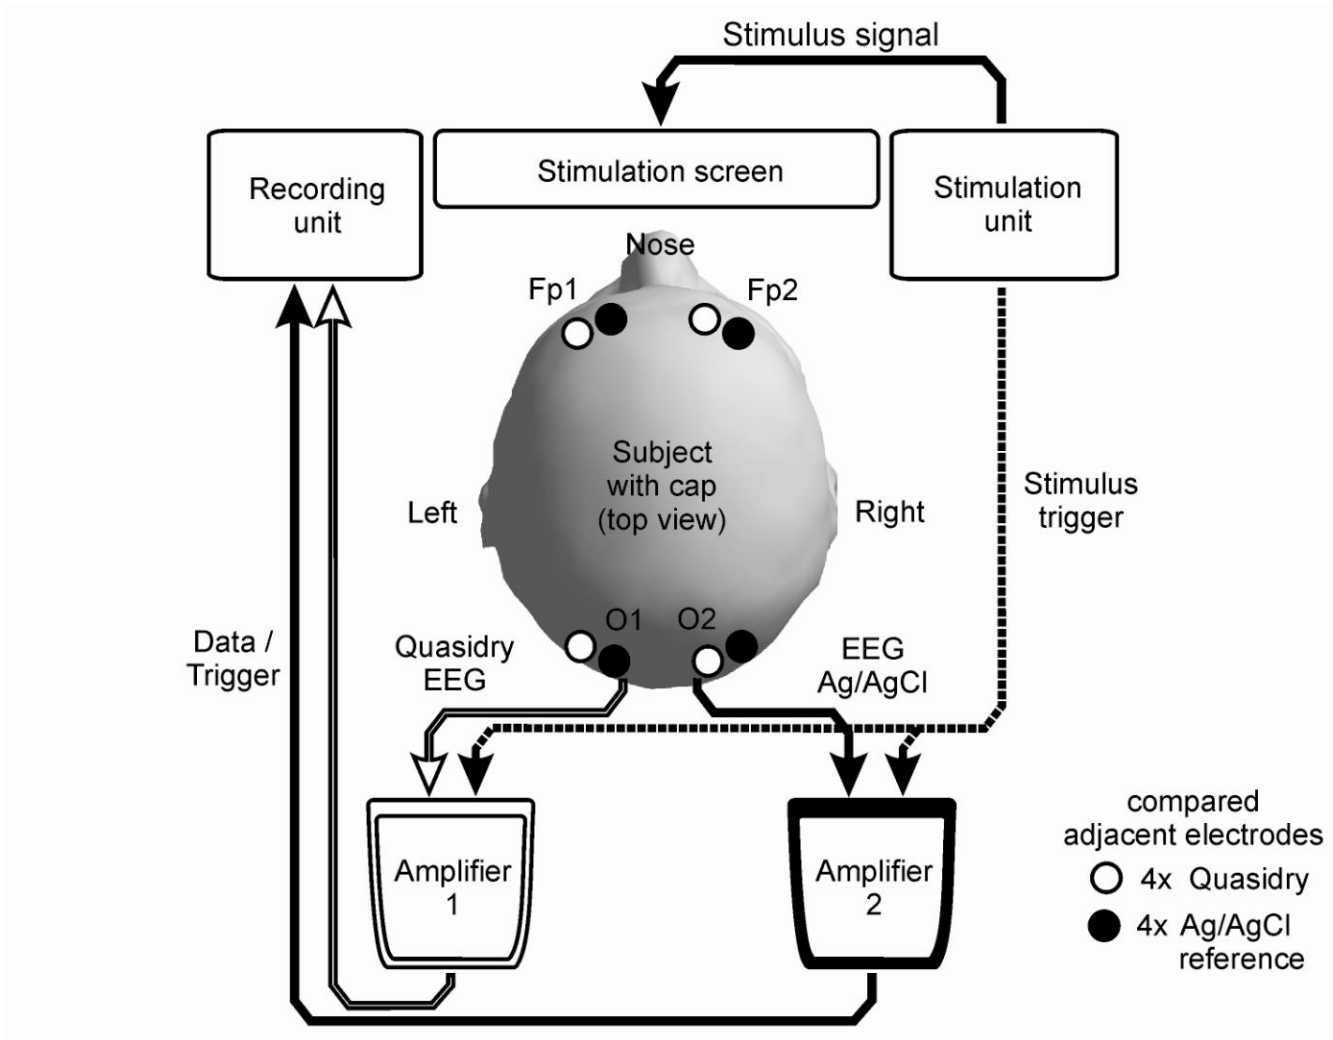 Stimulus signal
Recording
unit
Stimulation screen
Stimulation
unit
Nose
Fp1
Fp2
Subject
with cap
(top view)
Left
Right
Stimulus
trigger
O1
O2
Data /
Trigger
Quasidry
EEG
EEG
Ag/AgCl
Amplifier
1
Amplifier
2
compared
adjacent electrodes
4x Quasidry
4x Ag/AgCl
reference